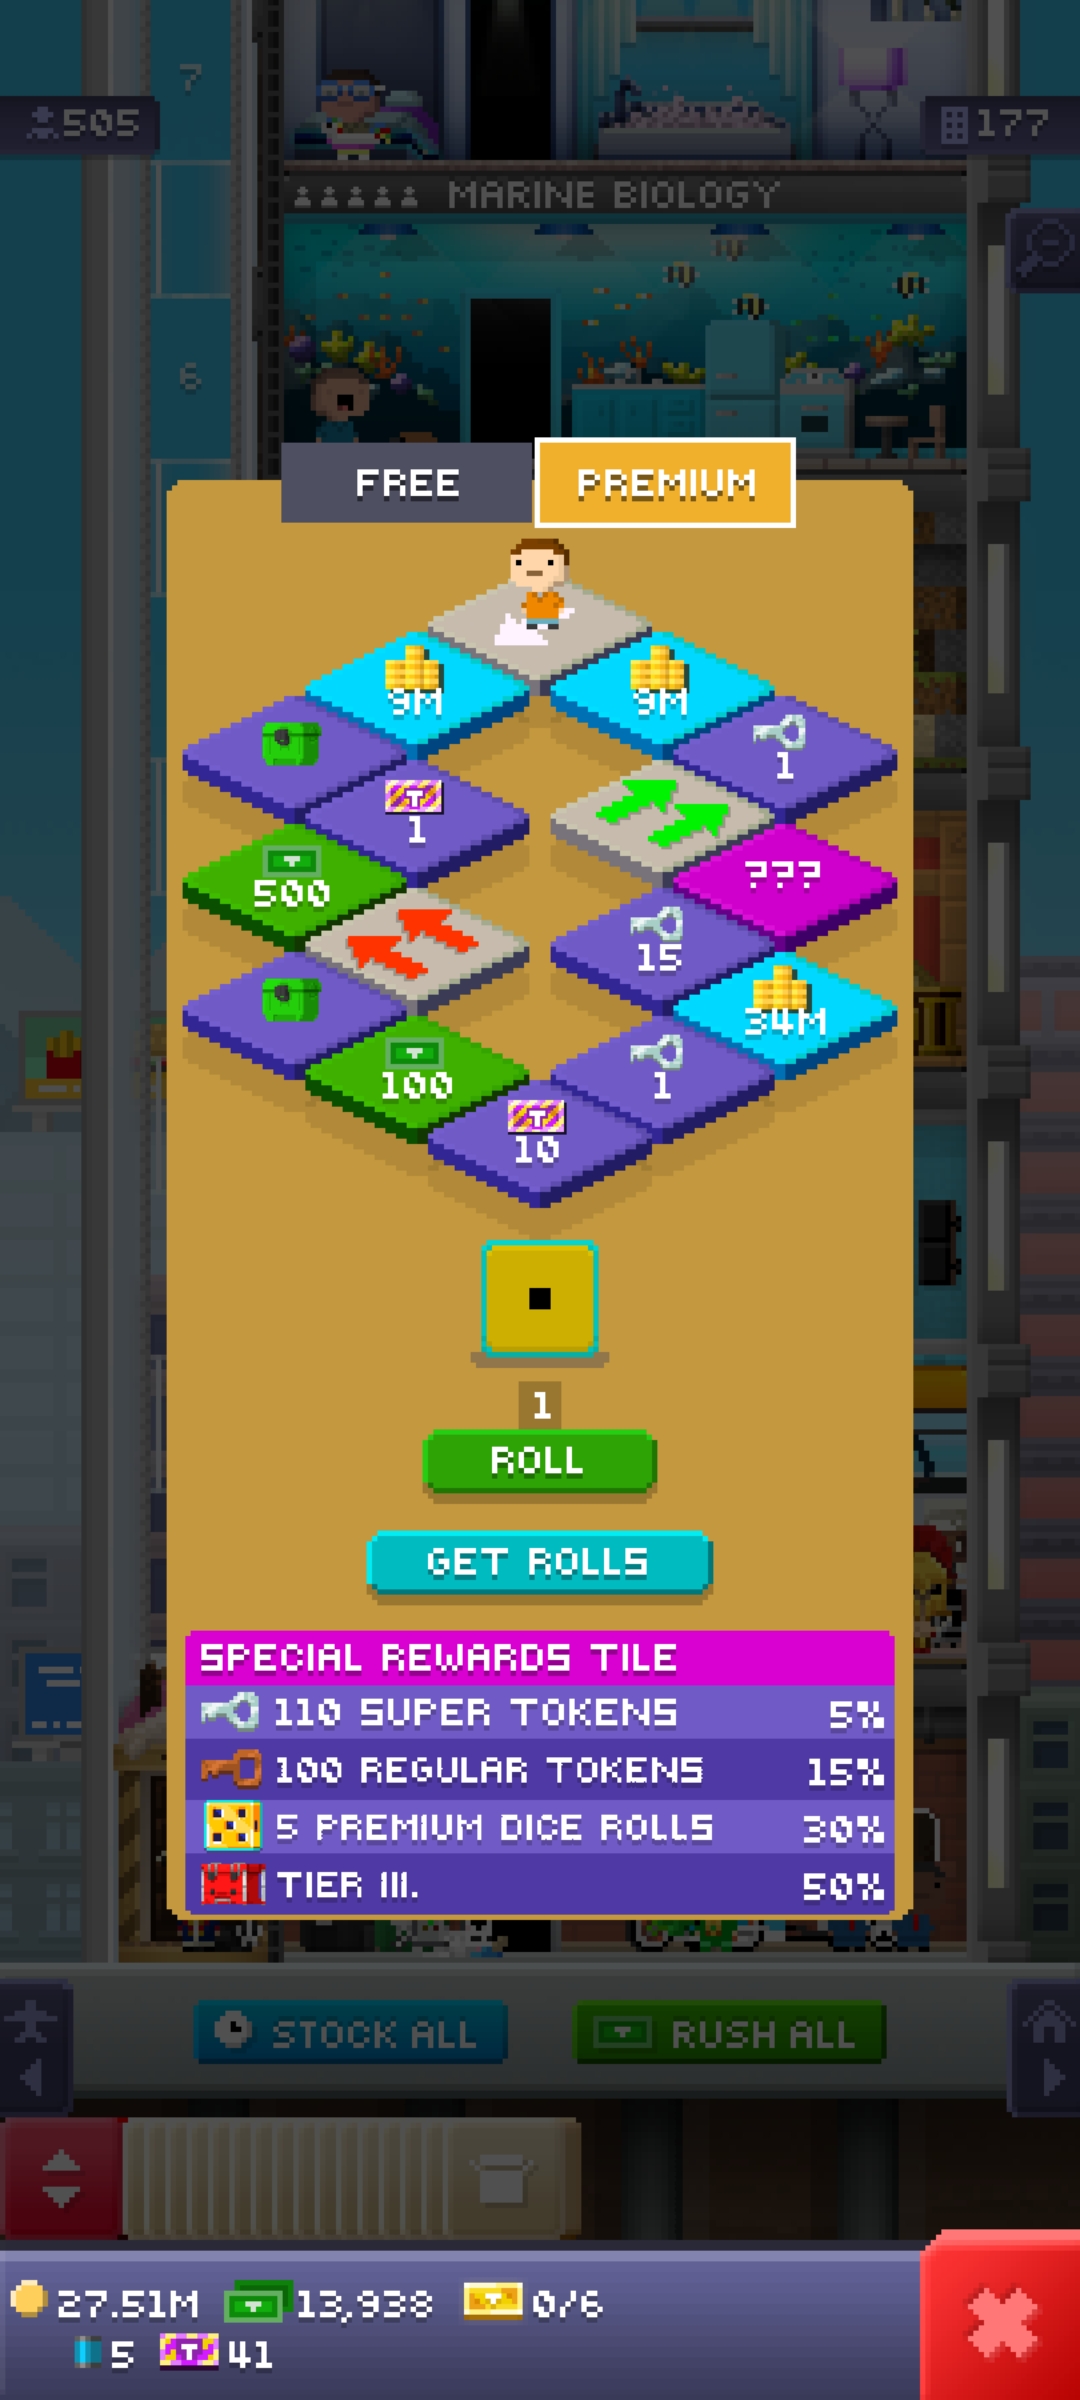 7
505
177
MARINE BIOLOGY
6
FREE
PREMIUM
9M
9M
1
1
???
500
15
34M
100
1
10
1
ROLL
GET ROLLS
SPECIAL REWARDS TILE
110 SUPER TOKENS 5%
100 REGULAR TOKENS 15%
5 PREMIUM DICE ROLLS 30%
TIER III. 50%
STOCK ALL
RUSH ALL
27.51M 13,938 0/6
5 41